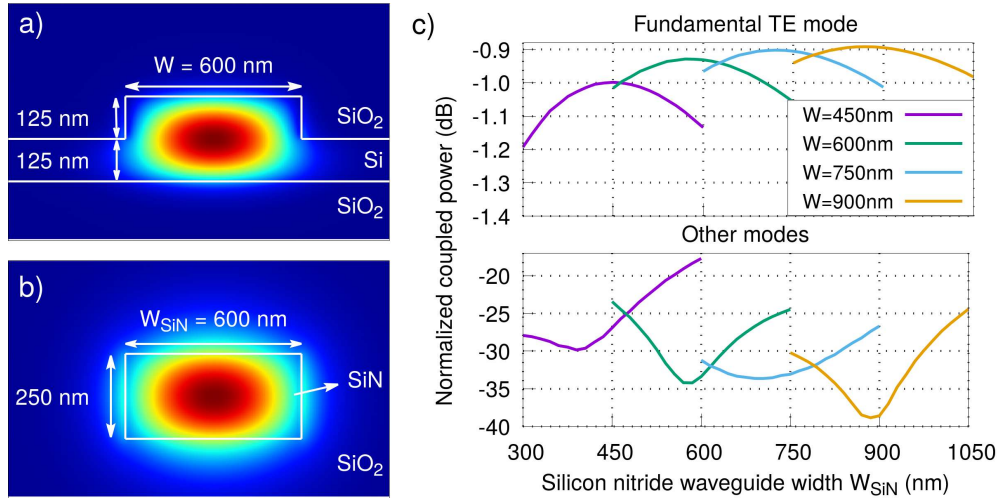 a)
W = 600 nm
125 nm
SiO₂
125 nm
Si
SiO₂
b)
W_SiN = 600 nm
250 nm
SiN
SiO₂
c)
Fundamental TE mode
-0.9
-1.0
-1.1
-1.2
-1.3
-1.4
W=450nm
W=600nm
W=750nm
W=900nm
Normalized coupled power (dB)
Other modes
-20
-25
-30
-35
-40
300 450 600 750 900 1050
Silicon nitride waveguide width W_SiN (nm)